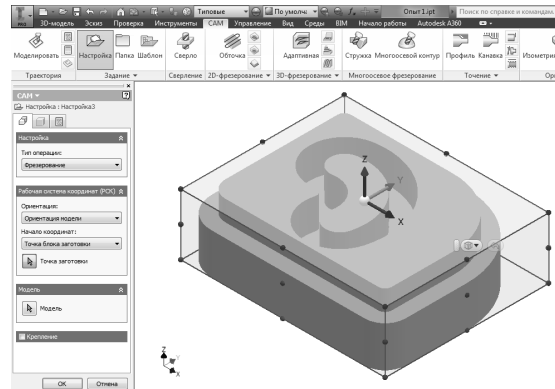 PRO Типовые По умолч. Опыт 1.ipt Поиск по справке и командам
3D-модель Эскиз Проверка Инструменты CAM Управление Вид Среды BIM Начало работы Autodesk A360
Моделировать Настройка Папка Шаблон Сверло Обточка Адаптивная Стружка Многоосевой контур Профиль Канавка
Траектория Задание Сверление 2D-фрезерование 3D-фрезерование Многоосевое фрезерование Точение
CAM
Настройка : Настройка3
Настройка
Тип операции:
Фрезерование
Рабочая система координат (РСК)
Ориентация:
Ориентация модели
Начало координат:
Точка блока заготовки
Точка заготовки
Модель
Модель
Крепление
OK Отмена
Z
Y
X
Z
Y
X